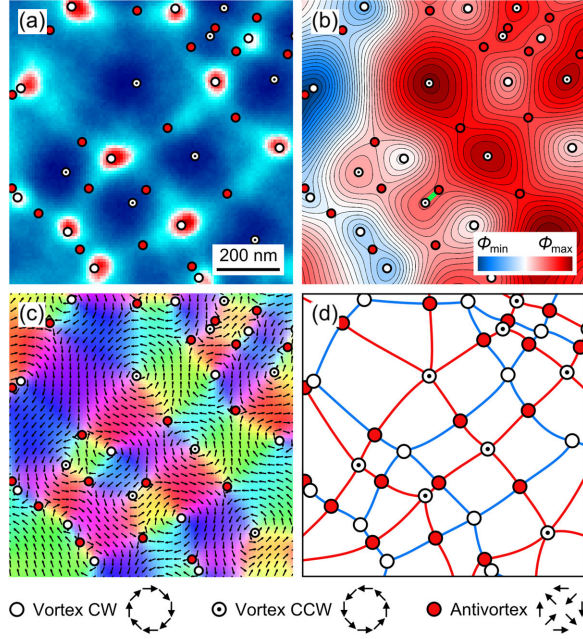 (a)
200 nm
(b)
Φmin Φmax
(c)
(d)
Vortex CW
Vortex CCW
Antivortex